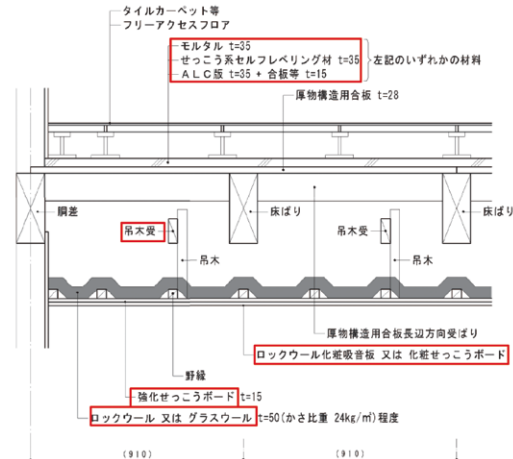 タイルカーペット等
フリーアクセスフロア
モルタル t=35
せっこう系セルフレベリング材 t=35
ALC版 t=35 + 合板等 t=15
左記のいずれかの材料
厚物構造用合板 t=28
胴差
床ばり
床ばり
吊木受
吊木受
吊木
吊木
厚物構造用合板長辺方向受ばり
ロックウール化粧吸音板 又は 化粧せっこうボード
野縁
強化せっこうボード t=15
ロックウール 又は グラスウール t=50(かさ比重 24kg/㎥)程度
(910)
(910)